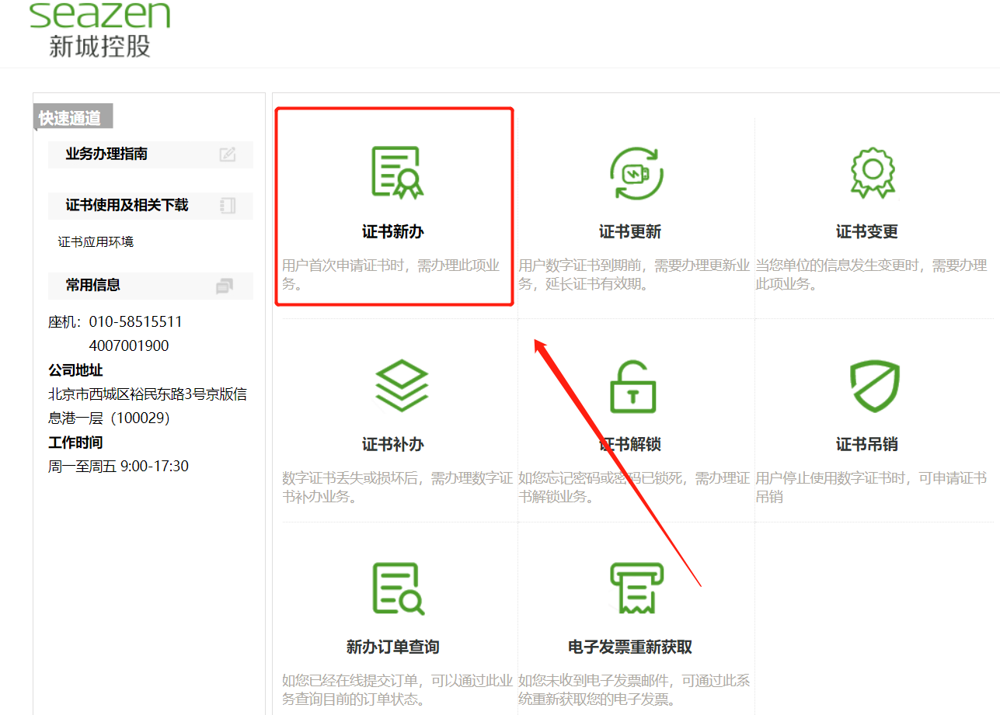 seazen
新城控股
快速通道
业务办理指南
证书使用及相关下载
证书应用环境
常用信息
座机：010-58515511
4007001900
公司地址
北京市西城区裕民东路3号京版信
息港一层（100029）
工作时间
周一至周五 9:00-17:30
证书新办
用户首次申请证书时，需办理此项业
务。
证书更新
用户数字证书到期前，需要办理更新业
务，延长证书有效期。
证书变更
当您单位的信息发生变更时，需要办理
此项业务。
证书补办
数字证书丢失或损坏后，需办理数字证
书补办业务。
T
证书解锁
如您忘记密码或密码已锁死，需办理证
书解锁业务。
证书吊销
用户停止使用数字证书时，可申请证书
吊销
新办订单查询
如您已经在线提交订单，可以通过此业
务查询目前的订单状态。
电子发票重新获取
如您未收到电子发票邮件，可通过此系
统重新获取您的电子发票。